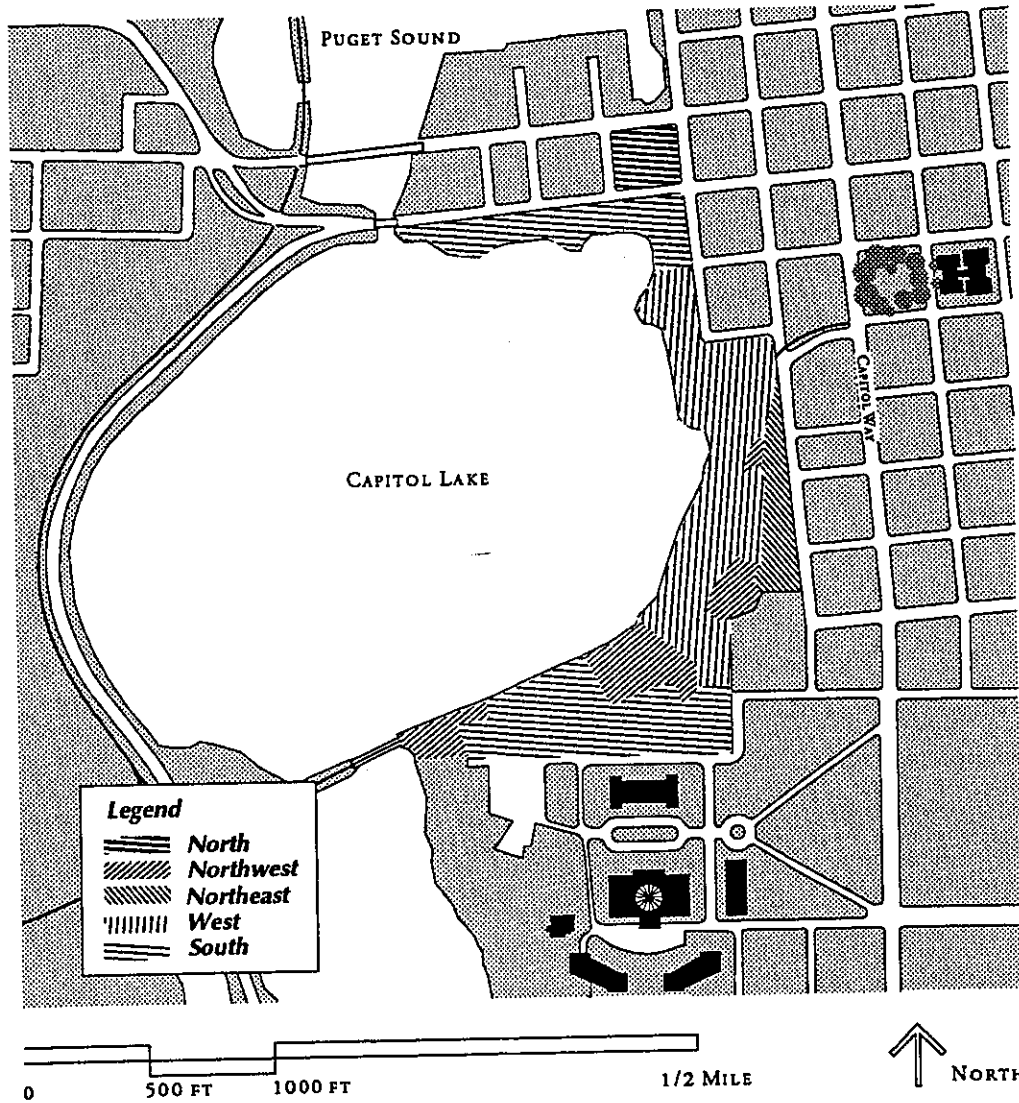 PUGET SOUND
CAPITOL WAY
CAPITOL LAKE
Legend
North
Northwest
Northeast
West
South
0
500 FT
1000 FT
1/2 MILE
NORTH